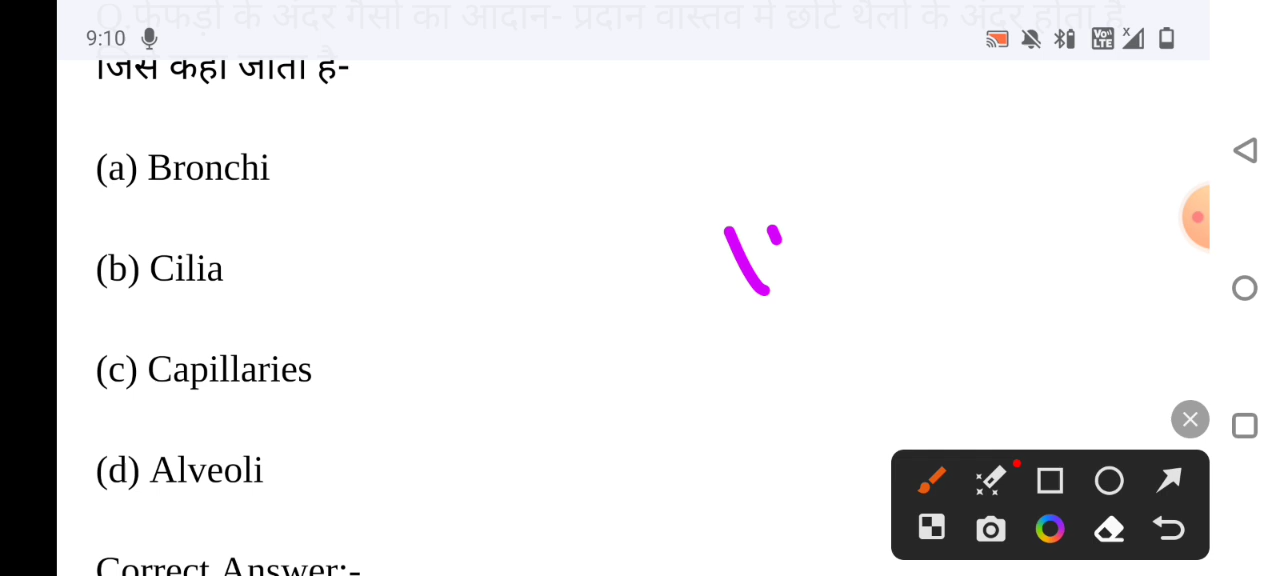 Q.फेफड़ों के अंदर गैसों का आदान- प्रदान वास्तव में छोटे थैलों के अंदर होता है
9:10
जिसे कहा जाता है-
(a) Bronchi
(b) Cilia
(c) Capillaries
(d) Alveoli
Correct Answer:-